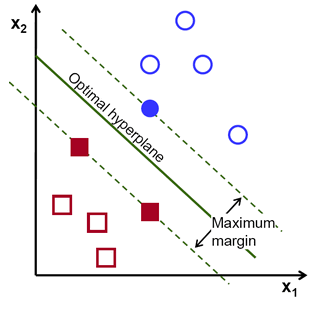 x2
Optimal hyperplane
Maximum
margin
x1